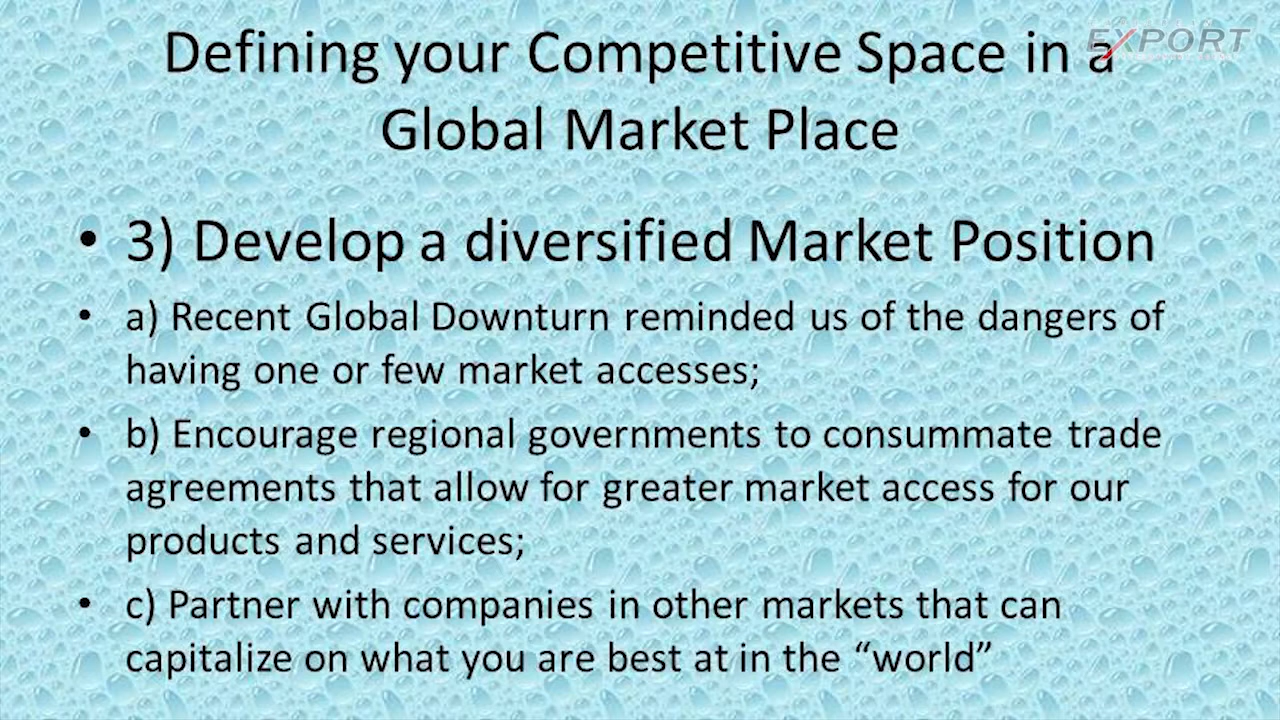 Defining your Competitive Space in a
EXPORT
Global Market Place
• 3) Develop a diversified Market Position
• a) Recent Global Downturn reminded us of the dangers of
having one or few market accesses;
• b) Encourage regional governments to consummate trade
agreements that allow for greater market access for our
products and services;
• c) Partner with companies in other markets that can
capitalize on what you are best at in the “world”